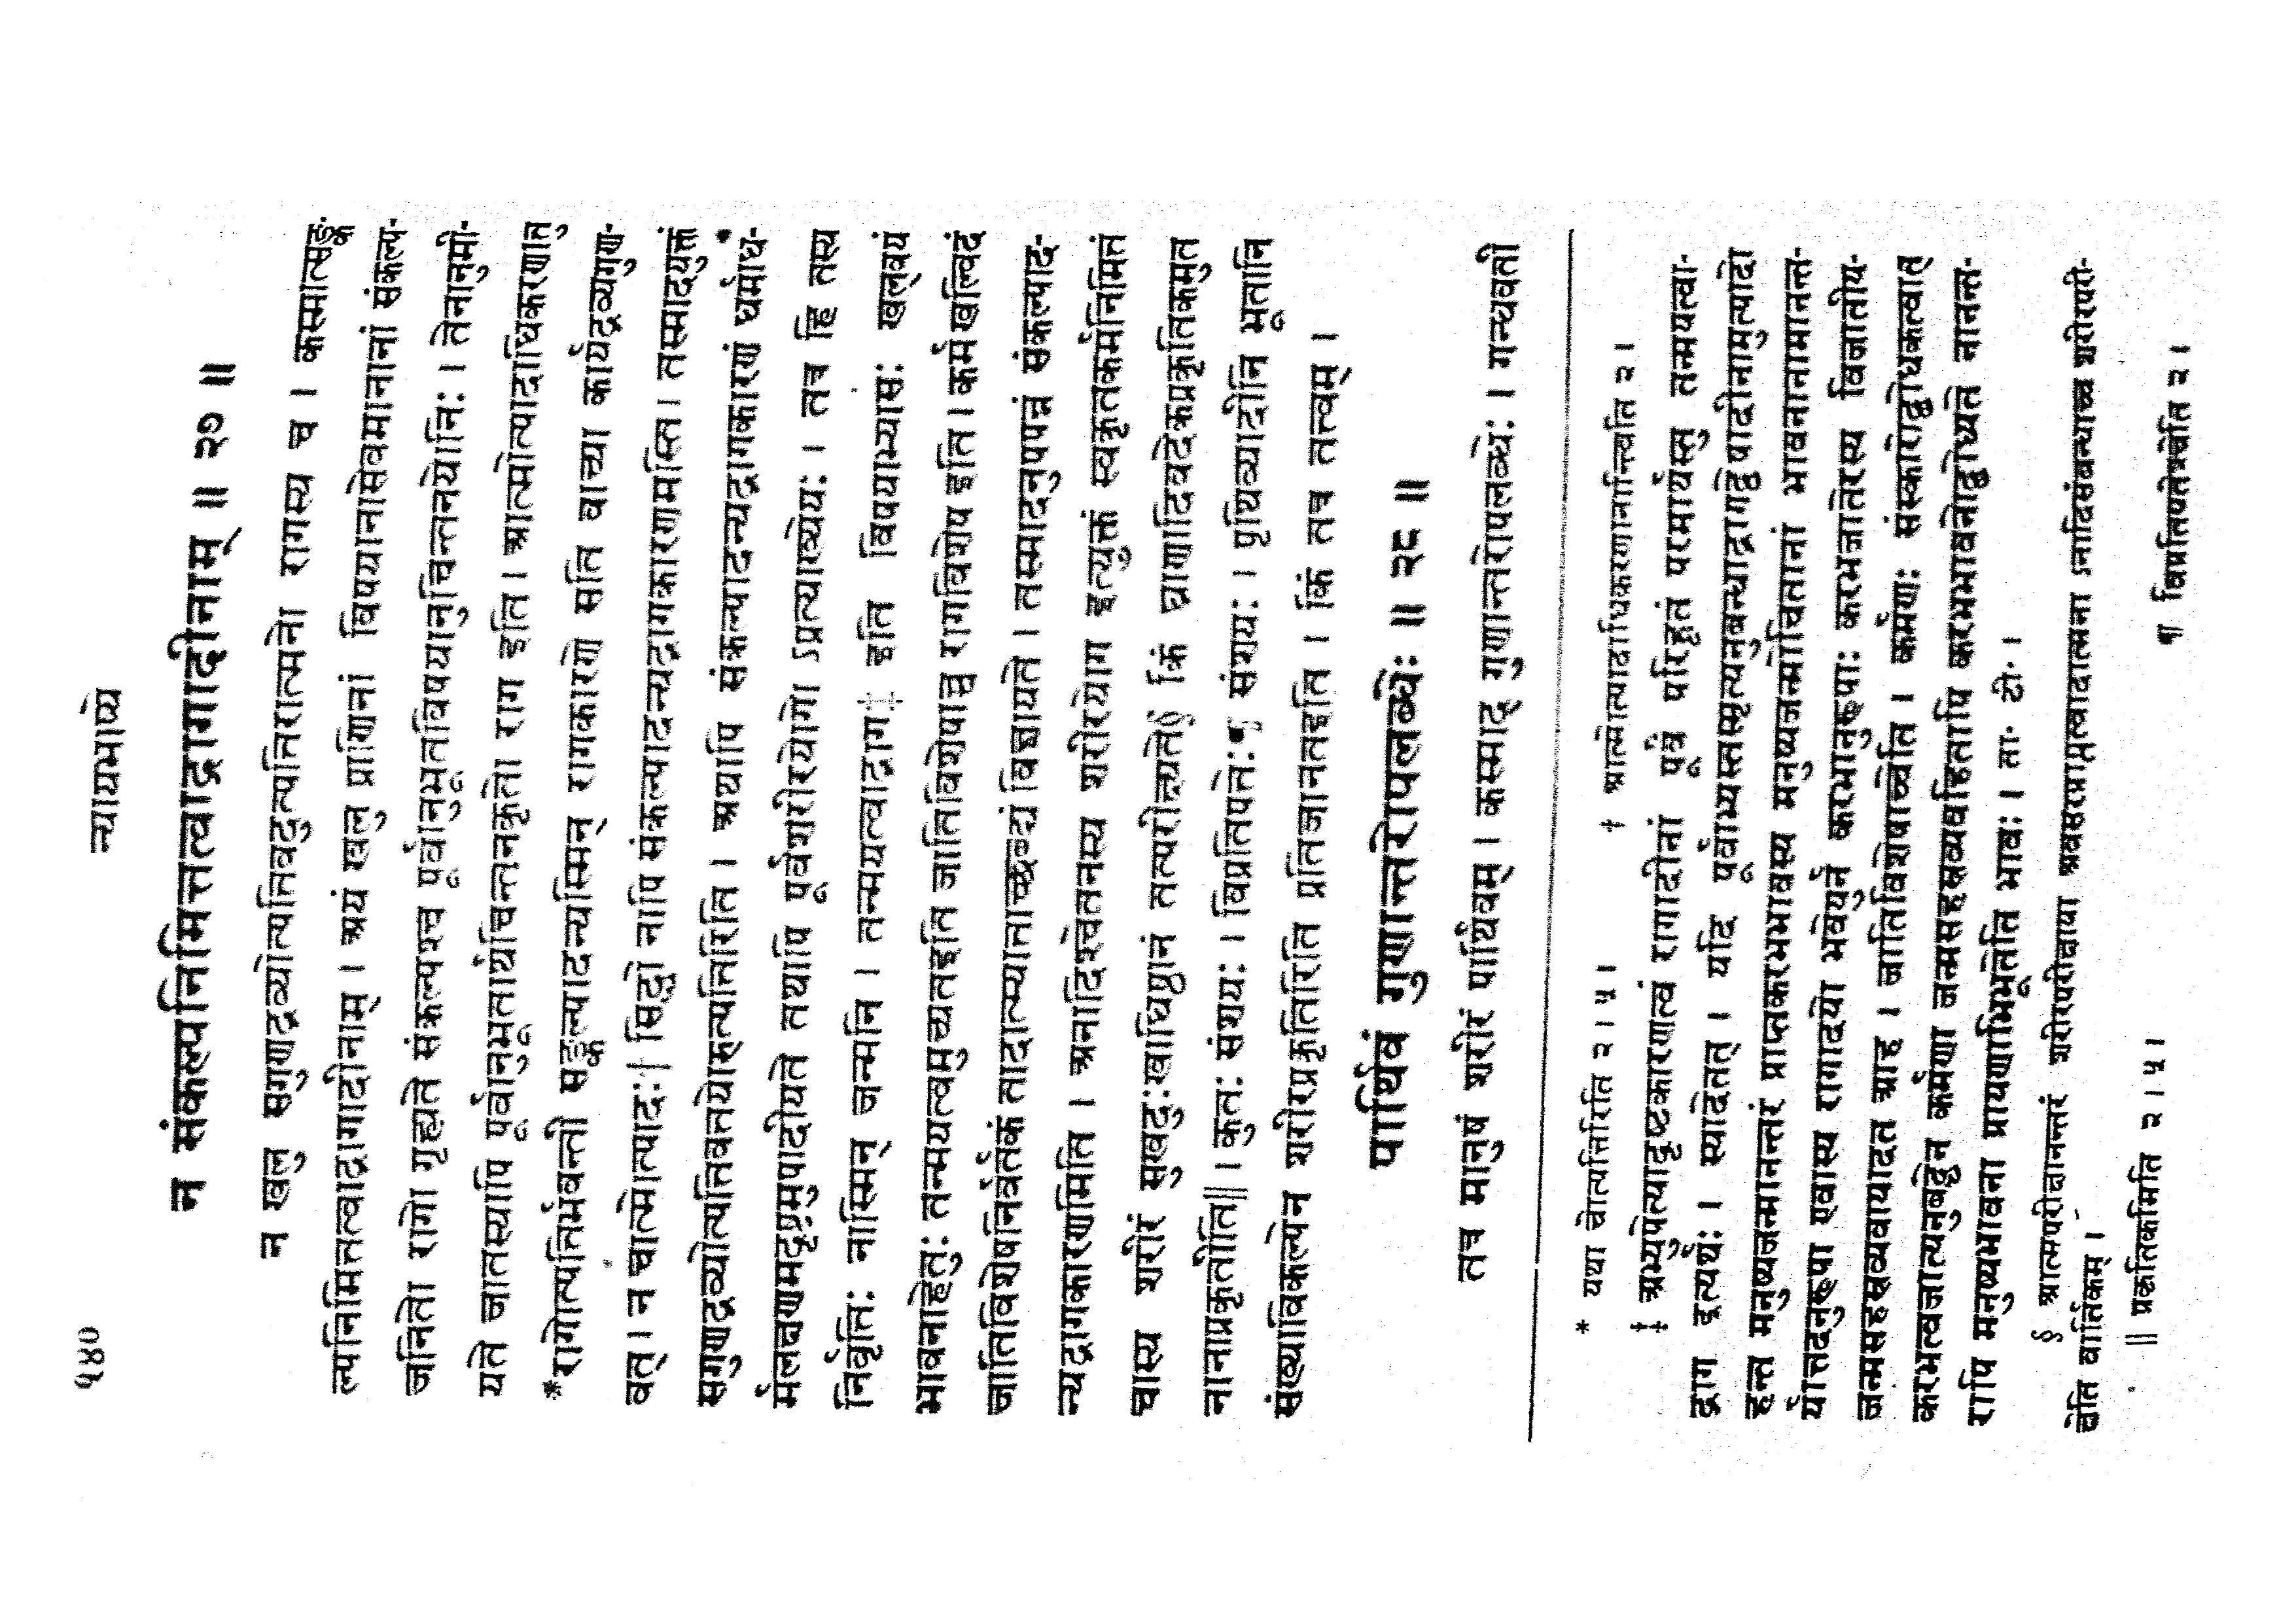 १४०
न्यायभाष्ये
न संकल्पनिमित्तत्वाद्रागादीनाम् ॥ २७ ॥
न खलु सगुणद्रव्योत्पत्तिवदुत्पत्तिरात्मनो रागस्य च । कस्मात्सङ्क-
ल्पनिमित्तत्वाद्रागादीनाम् । अयं खलु प्राणिनां विषयानासेवमानानां संकल्प-
जनितो रागो गृह्यते संकल्पश्च पूर्वानुभूतविषयानुचिन्तनयोनिः । तेनानुमी-
यते जातस्यापि पूर्वानुभूतार्थचिन्तनकृतो राग इति । आत्मोत्पादाधिकरणात्तु
*रागोत्पत्तिर्भवन्ती सङ्कल्पादन्यस्मिन् रागकारणे सति वाच्या कार्यद्रव्यगुण-
वत् । न चात्मोत्पादः† सिद्धो नापि संकल्पादन्यद्रागकारणमस्ति । तस्मादयुक्तं
सगुणद्रव्योत्पत्तिवत्तयोरुत्पत्तिरिति । अथापि संकल्पादन्यद्रागकारणं धर्माध-
र्मलक्षणमदृष्टमुपादीयते तथापि पूर्वशरीरयोगो ऽप्रत्याख्येयः । तत्र हि तस्य
निर्वृत्तिः नास्मिन् जन्मनि । तन्मयत्वाद्राग‡ इति विषयाभ्यासः खल्वयं
भावनाहेतुः तन्मयत्वमुच्यतइति जातिविशेषाच्च रागविशेष इति । कर्म खल्विदं
जातिविशेषनिर्वर्तकं तादात्म्यात्ताच्छब्द्यं विज्ञायते । तस्मादनुपपन्नं संकल्पाद-
न्यद्रागकारणमिति । अनादिश्चेतनस्य शरीरयोग इत्युक्तं स्वकृतकर्मनिमित्तं
चास्य शरीरं सुखदुःखाधिष्ठानं तत्परीक्ष्यते§ किं घ्राणादिवदेकप्रकृतिकमुत
नानाप्रकृतीति॥ । कुतः संशयः । विप्रतिपत्तेः¶ संशयः । पृथिव्यादीनि भूतानि
संख्याविकल्पेन शरीरप्रकृतिरिति प्रतिजानतइति । किं तत्र तत्त्वम् ।
पार्थिवं गुणान्तरोपलब्धेः ॥ २८ ॥
तत्र मानुषं शरीरं पार्थिवम् । कस्माद् गुणान्तरोपलब्धेः । गन्धवती
* यथा चोत्पत्तिरिति २ । ५ । † आत्मोत्पादाधिकरणानान्त्विति २ ।
‡ अभ्युपेत्यादृष्टकारणत्वं रागादीनां पूर्वं परिहृतं परमार्थस्तु तन्मयत्वा-
द्राग इत्यर्थः । स्यादेतत् । यदि पूर्वाभ्यस्तस्मृत्यनुबन्धाद्रागद्वेषादीनामुत्पादो
हन्त मनुष्यजन्मानन्तरं प्राप्तकरभभावस्य मनुष्यजन्मोचितानां भावनानामानन्त-
र्यात्तदनुरूपा एवास्य रागादयो भवेयुर्न करभानुरूपाः करभजातेरस्य विजातीय-
जन्मसहस्रव्यवायादत आह । जातिविशेषाच्चेति । कर्मणः संस्कारोद्बोधकत्वात्
करभत्वजात्यनुबद्धेन कर्मणा जन्मसहस्रव्यवहितापि करभभावनोद्बोध्यते नानन्त-
रापि मनुष्यभावना प्रायणाभिभूतेति भावः । ता॰ टी॰ ।
§ आत्मपरीक्षानन्तरं शरीरपरीक्षाया अवसरप्राप्तत्वादात्मना ऽनादिसंबन्धाच्च शरीरपरी-
क्षेति वार्तिकम् ।
॥ प्रकृतिकमिति २ । ५ । ¶ विप्रतिपत्तेश्चेति २ ।